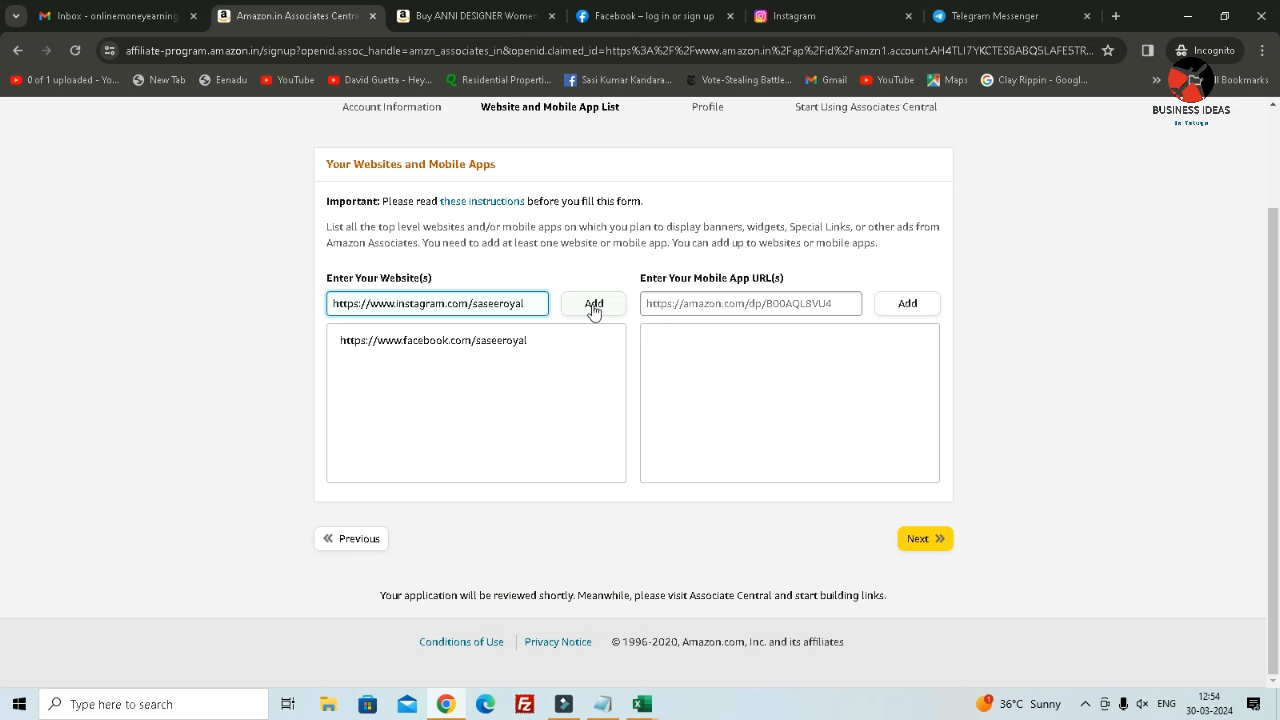 Inbox - onlinemonyearning
Amazon.in Associates Centra
Buy ANNI DESIGNER Women
Facebook – log in or sign up
Instagram
Telegram Messenger
affiliate-program.amazon.in/signup?openid.assoc_handle=amzn_associates_in&openid.claimed_id=https%3A%2F%2Fwww.amazon.in%2Fap%2Fid%2Famzn1.account.AH4TLI7YKCTESBABQ5LAFE5TR...
Incognito
0 of 1 uploaded - Yo...
New Tab
Eenadu
YouTube
David Guetta - Hey...
Residential Properti...
Sasi Kumar Kandara...
Vote-Stealing Battle...
Gmail
YouTube
Maps
Clay Rippin - Googl...
ll Bookmarks
BUSINESS IDEAS
In Telugu
Account Information
Website and Mobile App List
Profile
Start Using Associates Central
Your Websites and Mobile Apps
Important: Please read these instructions before you fill this form.
List all the top level websites and/or mobile apps on which you plan to display banners, widgets, Special Links, or other ads from
Amazon Associates. You need to add at least one website or mobile app. You can add up to websites or mobile apps.
Enter Your Website(s)
Enter Your Mobile App URL(s)
https://www.instagram.com/saseeroyal
Add
https://amazon.com/dp/B00AQL8VU4
Add
https://www.facebook.com/saseeroyal
Previous
Next
Your application will be reviewed shortly. Meanwhile, please visit Associate Central and start building links.
Conditions of Use
Privacy Notice
© 1996-2020, Amazon.com, Inc. and its affiliates
Type here to search
36°C Sunny
ENG
12:54
30-03-2024